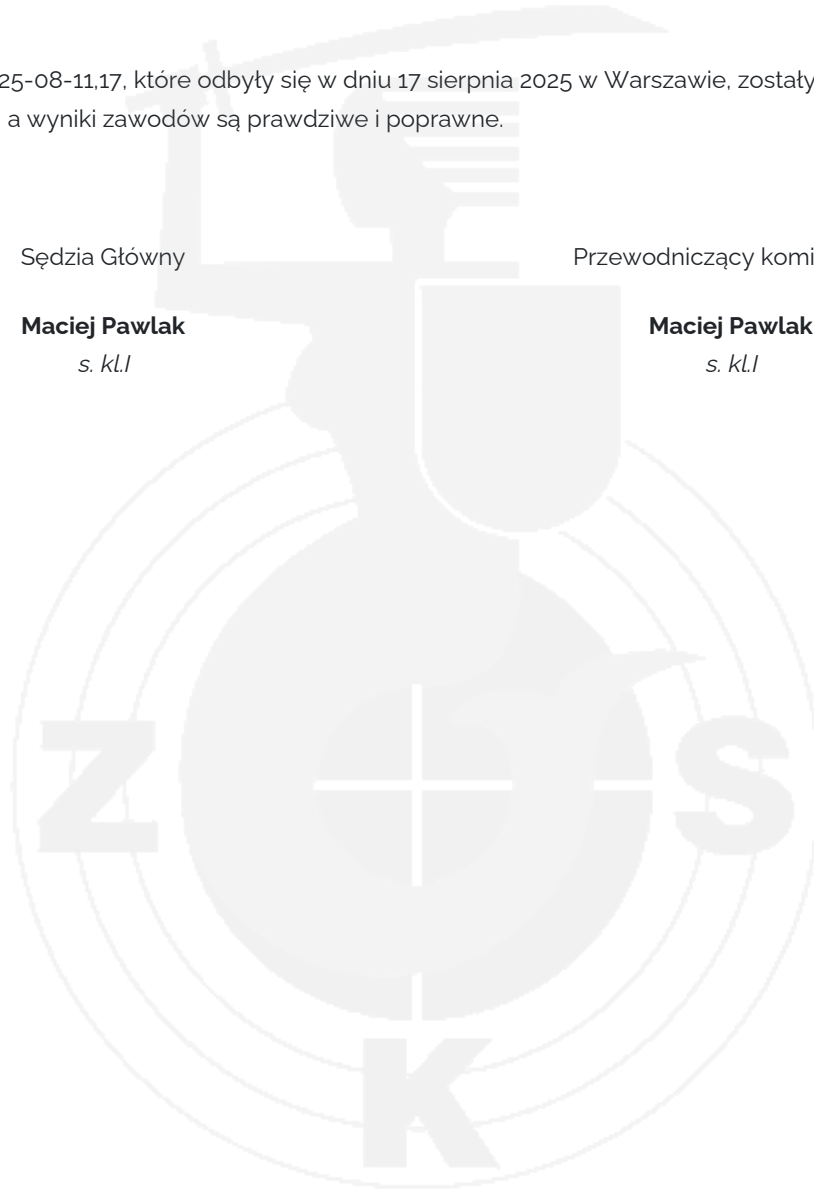 25-08-11,17, które odbyły się w dniu 17 sierpnia 2025 w Warszawie, zostały
a wyniki zawodów są prawdziwe i poprawne.
Sędzia Główny Przewodniczący komi
Maciej Pawlak Maciej Pawlak
s. kl.I s. kl.I
Z S
K